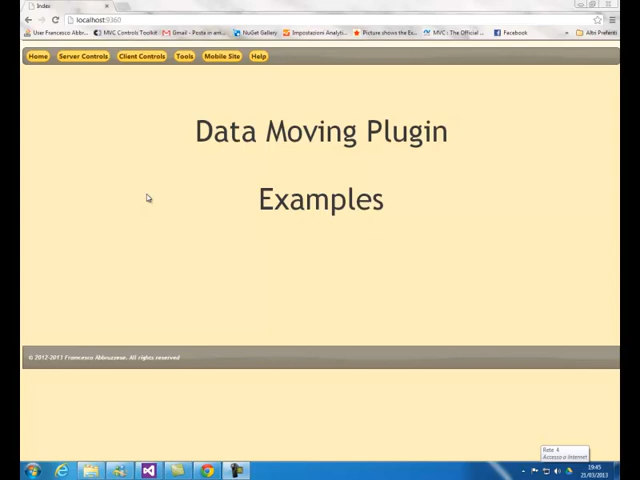 Index
localhost:9360
Use Francesco Abbru... MVC Controls Toolkit Gmail - Posta in arri... NuGet Gallery Impostazioni Analyti... Picture shows the Ex... MVC : The Official ... Facebook » Altri Preferiti
Home Server Controls Client Controls Tools Mobile Site Help
Data Moving Plugin
Examples
© 2012-2013 Francesco Abbruzzese. All rights reserved
Rete 4
Accesso a Internet
19:45
21/03/2013